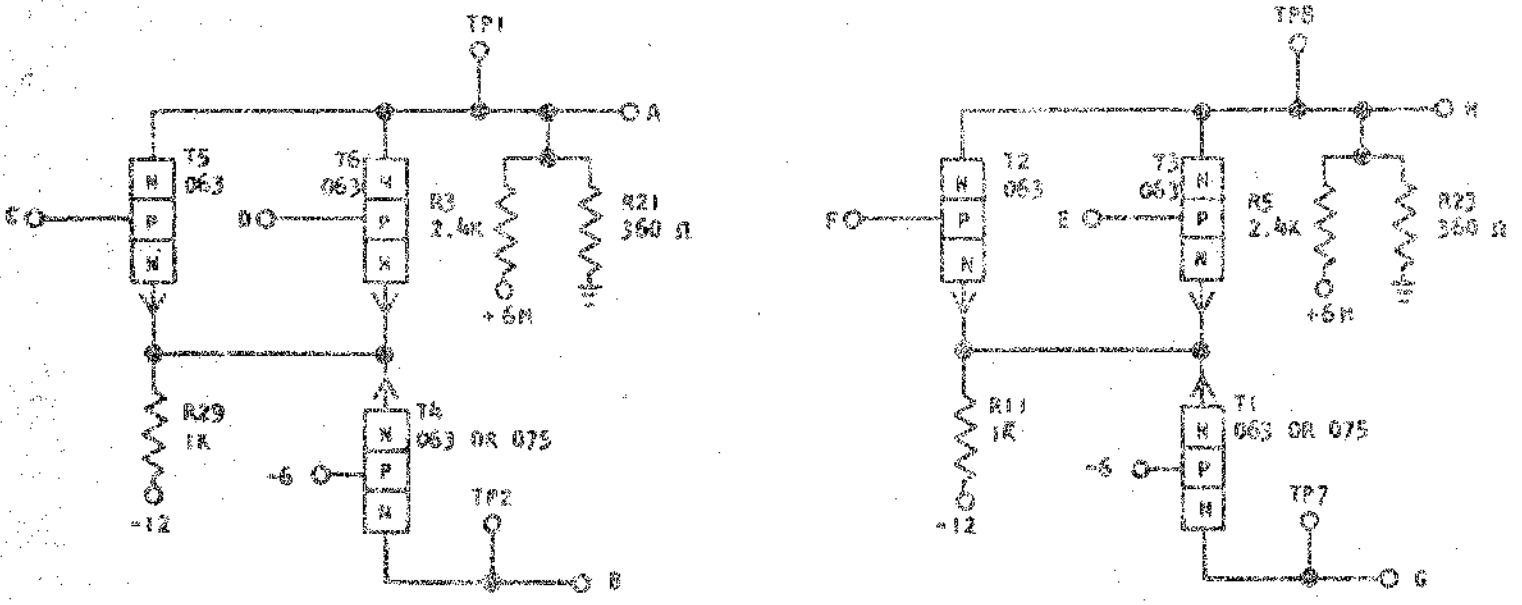 TP1
TP8
A
H
T5
063
T6
063
T2
063
T3
063
N
N
N
N
C
P
D
P
F
P
E
P
R3
2.4K
R21
360 Ω
R5
2.4K
R23
360 Ω
N
N
N
N
+6M
+6M
R29
1K
T4
063 OR 075
R11
1K
T1
063 OR 075
N
N
-6
P
-6
P
N
N
-12
TP2
-12
TP7
B
G